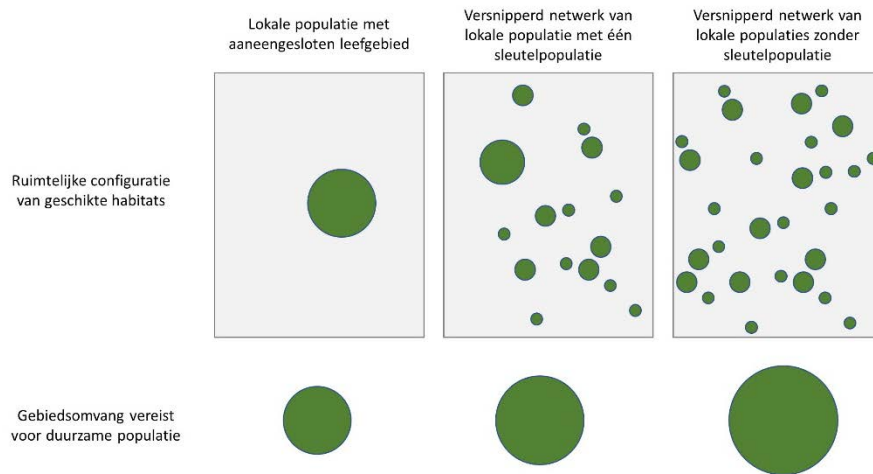 Lokale populatie met
aaneengesloten leefgebied
Versnipperd netwerk van
lokale populatie met één
sleutelpopulatie
Versnipperd netwerk van
lokale populaties zonder
sleutelpopulatie
Ruimtelijke configuratie
van geschikte habitats
Gebiedsomvang vereist
voor duurzame populatie